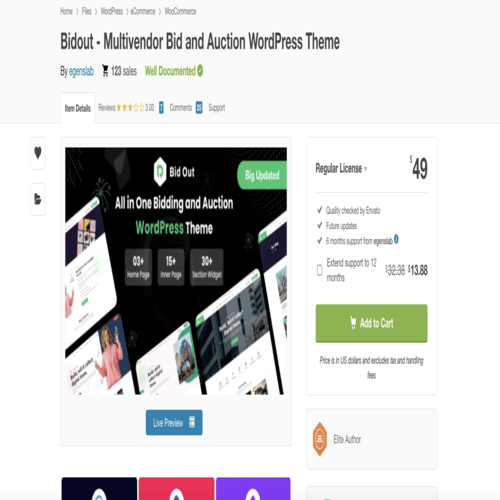 Home > Files > WordPress > eCommerce > WooCommerce
Bidout - Multivendor Bid and Auction WordPress Theme
By egenslab 123 sales Well Documented
Item Details Reviews 3.00 7 Comments Support
Bid Out
Big Updated
All in One Bidding and Auction
WordPress Theme
03+ 15+ 30+
Home Page Inner Page Section Widget
Live Preview
Regular License $49
Quality checked by Envato
Future updates
6 months support from egenslab
Extend support to 12 months $32.38 $13.88
Add to Cart
Price is in US dollars and excludes tax and handling
fees
Elite Author